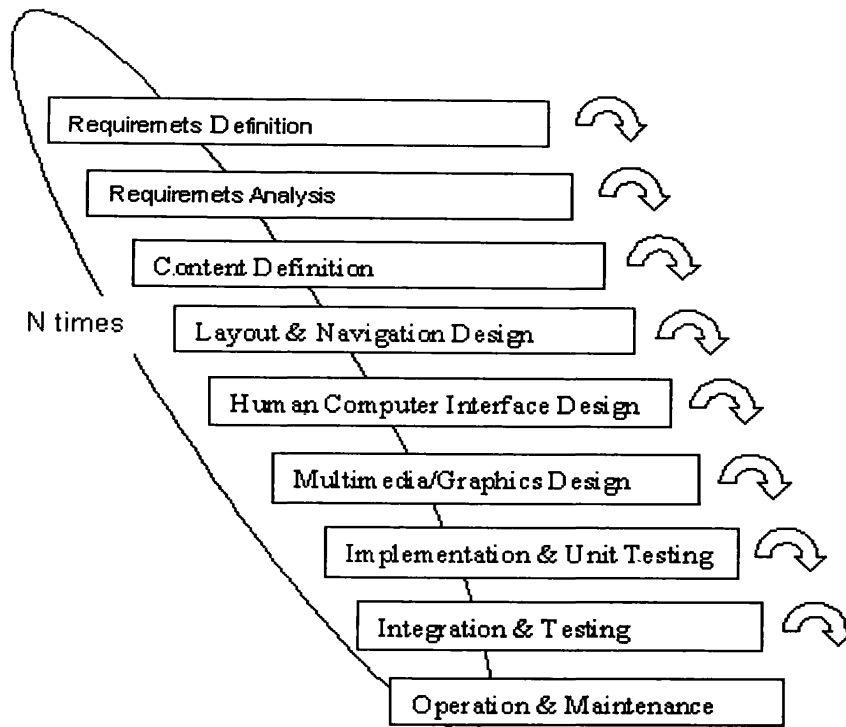 Requiremets Definition
Requiremets Analysis
Content Definition
N times
Layout & Navigation Design
Human Computer Interface Design
Multimedia/Graphics Design
Implementation & Unit Testing
Integration & Testing
Operation & Maintenance